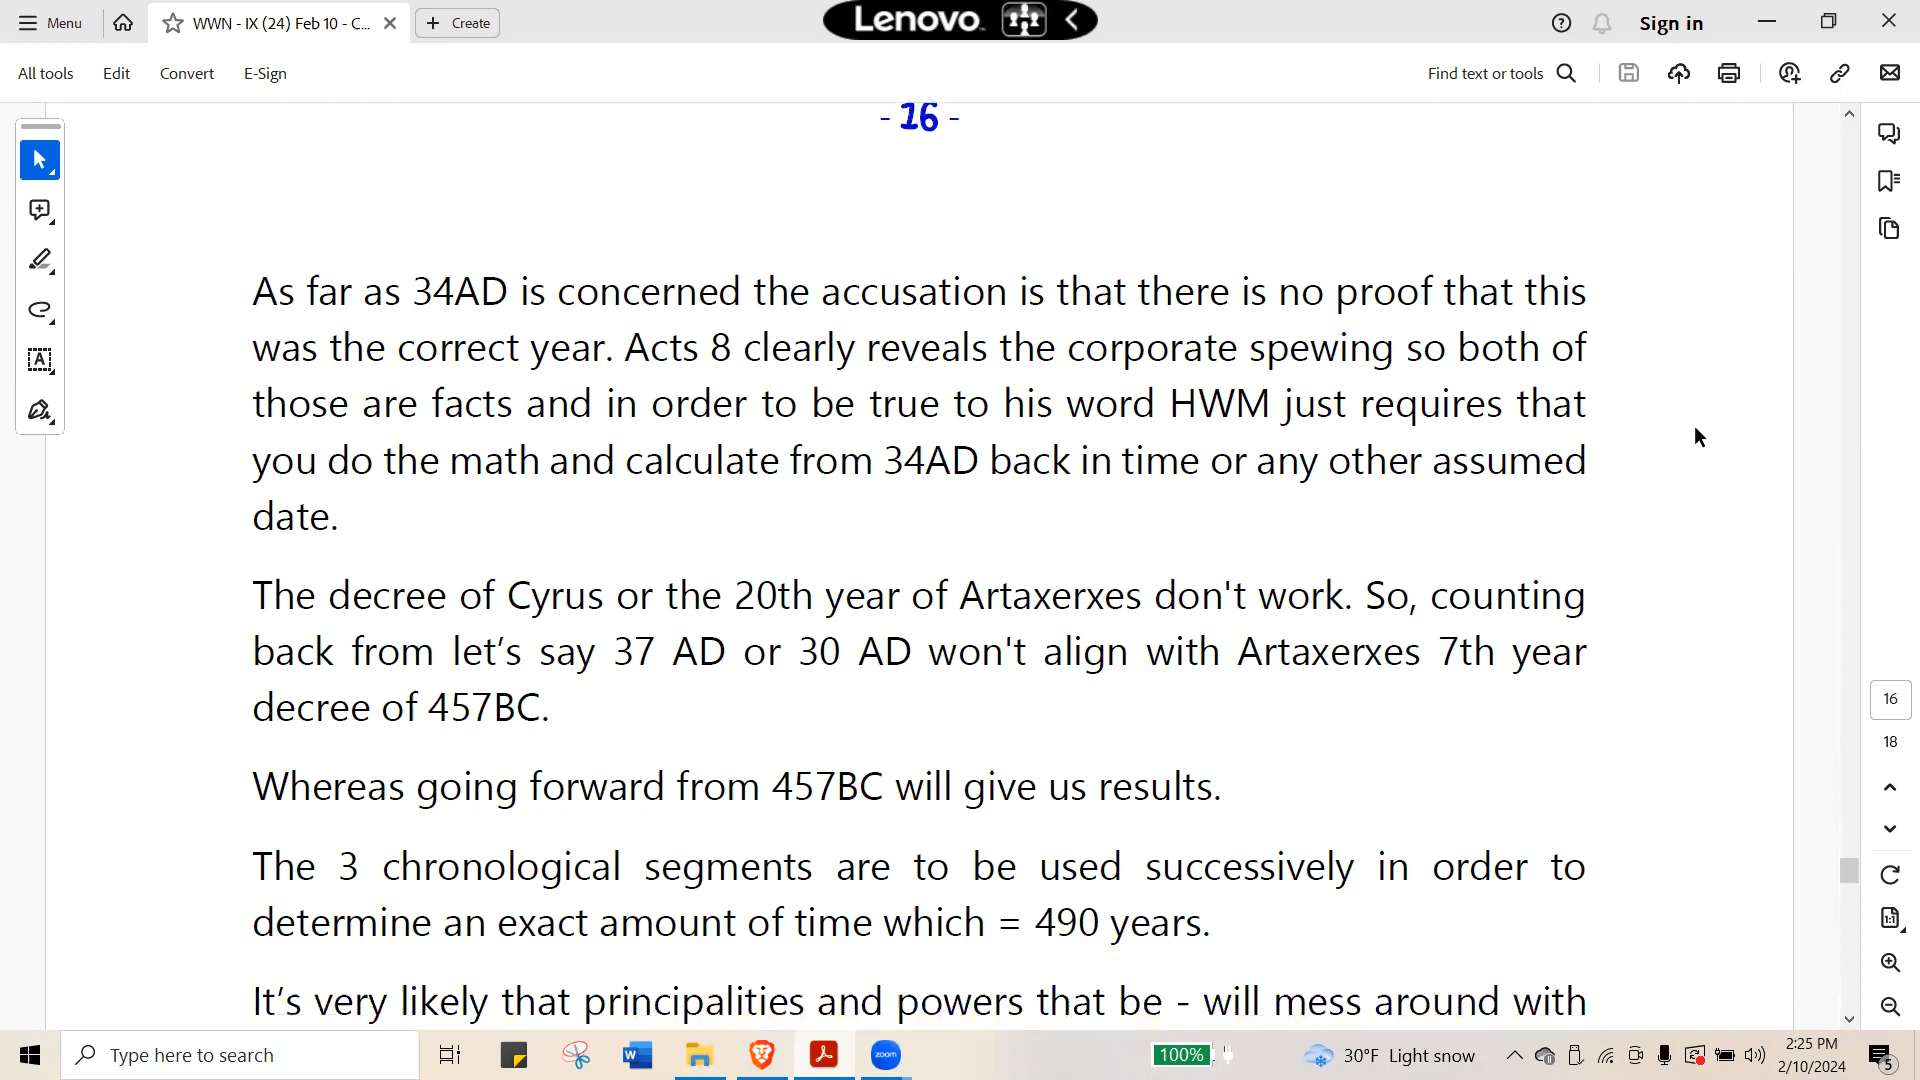 Menu
WWN - IX (24) Feb 10 - C...
Create
Lenovo
Sign in
All tools
Edit
Convert
E-Sign
Find text or tools
- 16 -
As far as 34AD is concerned the accusation is that there is no proof that this
was the correct year. Acts 8 clearly reveals the corporate spewing so both of
those are facts and in order to be true to his word HWM just requires that
you do the math and calculate from 34AD back in time or any other assumed
date.
The decree of Cyrus or the 20th year of Artaxerxes don't work. So, counting
back from let’s say 37 AD or 30 AD won't align with Artaxerxes 7th year
decree of 457BC.
Whereas going forward from 457BC will give us results.
The 3 chronological segments are to be used successively in order to
determine an exact amount of time which = 490 years.
It’s very likely that principalities and powers that be - will mess around with
16
18
1:1
Type here to search
W
zoom
100%
30°F Light snow
2:25 PM
2/10/2024
5